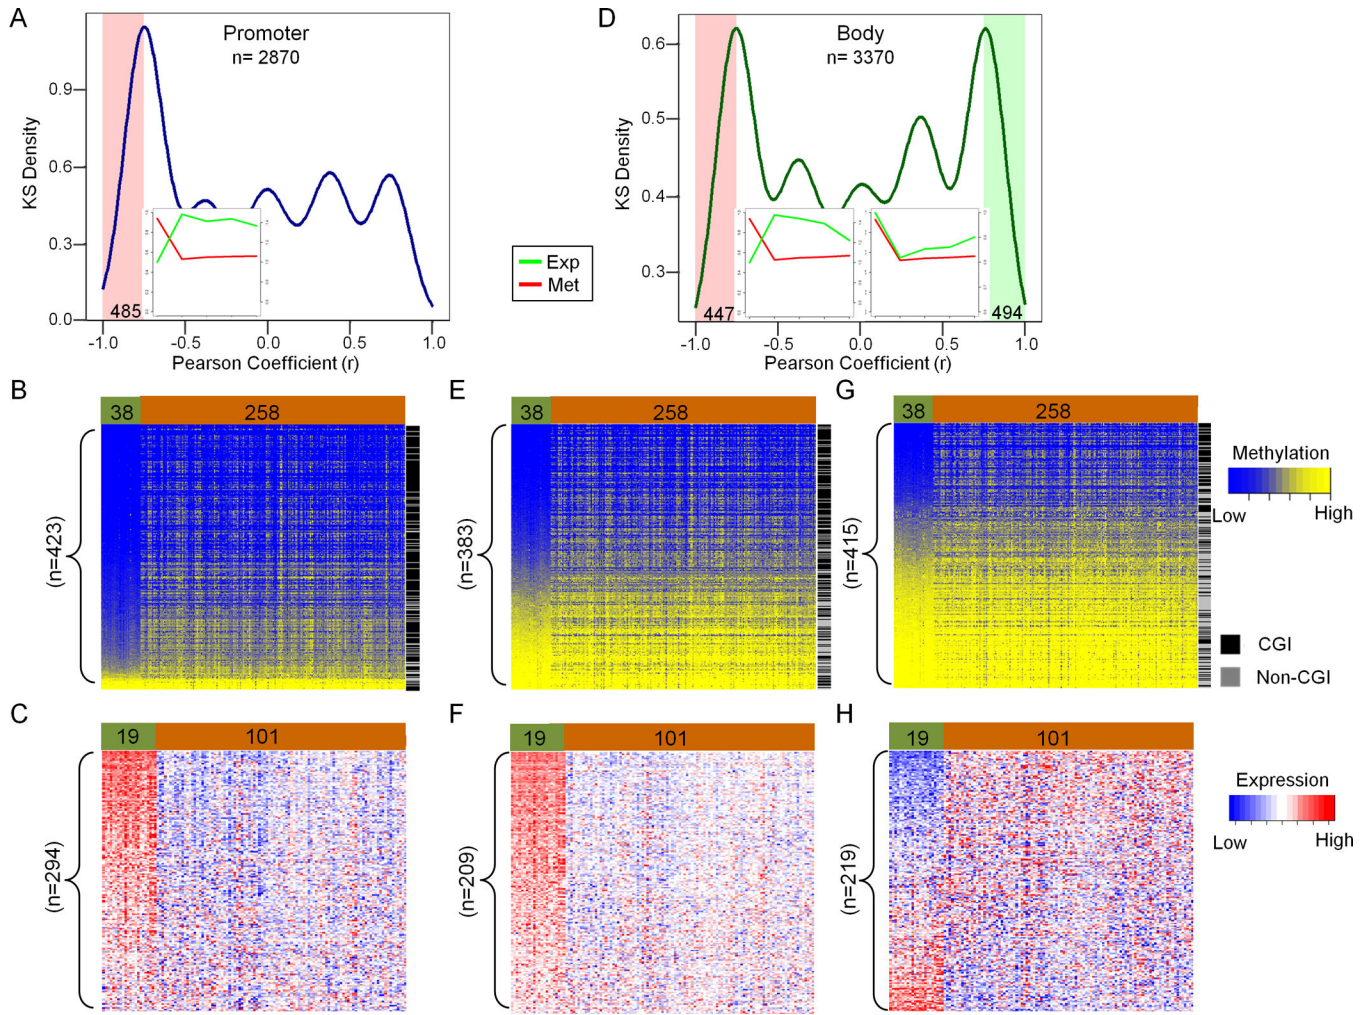 A
Promoter
n= 2870
KS Density
0.9
0.6
0.3
0.0
485
-1.0
-0.5
0.0
0.5
1.0
Pearson Coefficient (r)
Exp
Met
D
Body
n= 3370
KS Density
0.6
0.5
0.4
0.3
447
494
-1.0
-0.5
0.0
0.5
1.0
Pearson Coefficient (r)
B
38
258
(n=423)
E
38
258
(n=383)
G
38
258
(n=415)
Methylation
Low
High
CGI
Non-CGI
C
19
101
(n=294)
F
19
101
(n=209)
H
19
101
(n=219)
Expression
Low
High